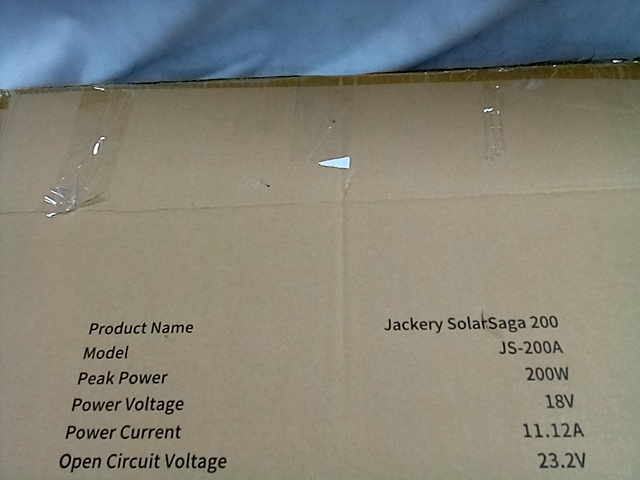 Product Name Jackery SolarSaga 200
Model JS-200A
Peak Power 200W
Power Voltage 18V
Power Current 11.12A
Open Circuit Voltage 23.2V